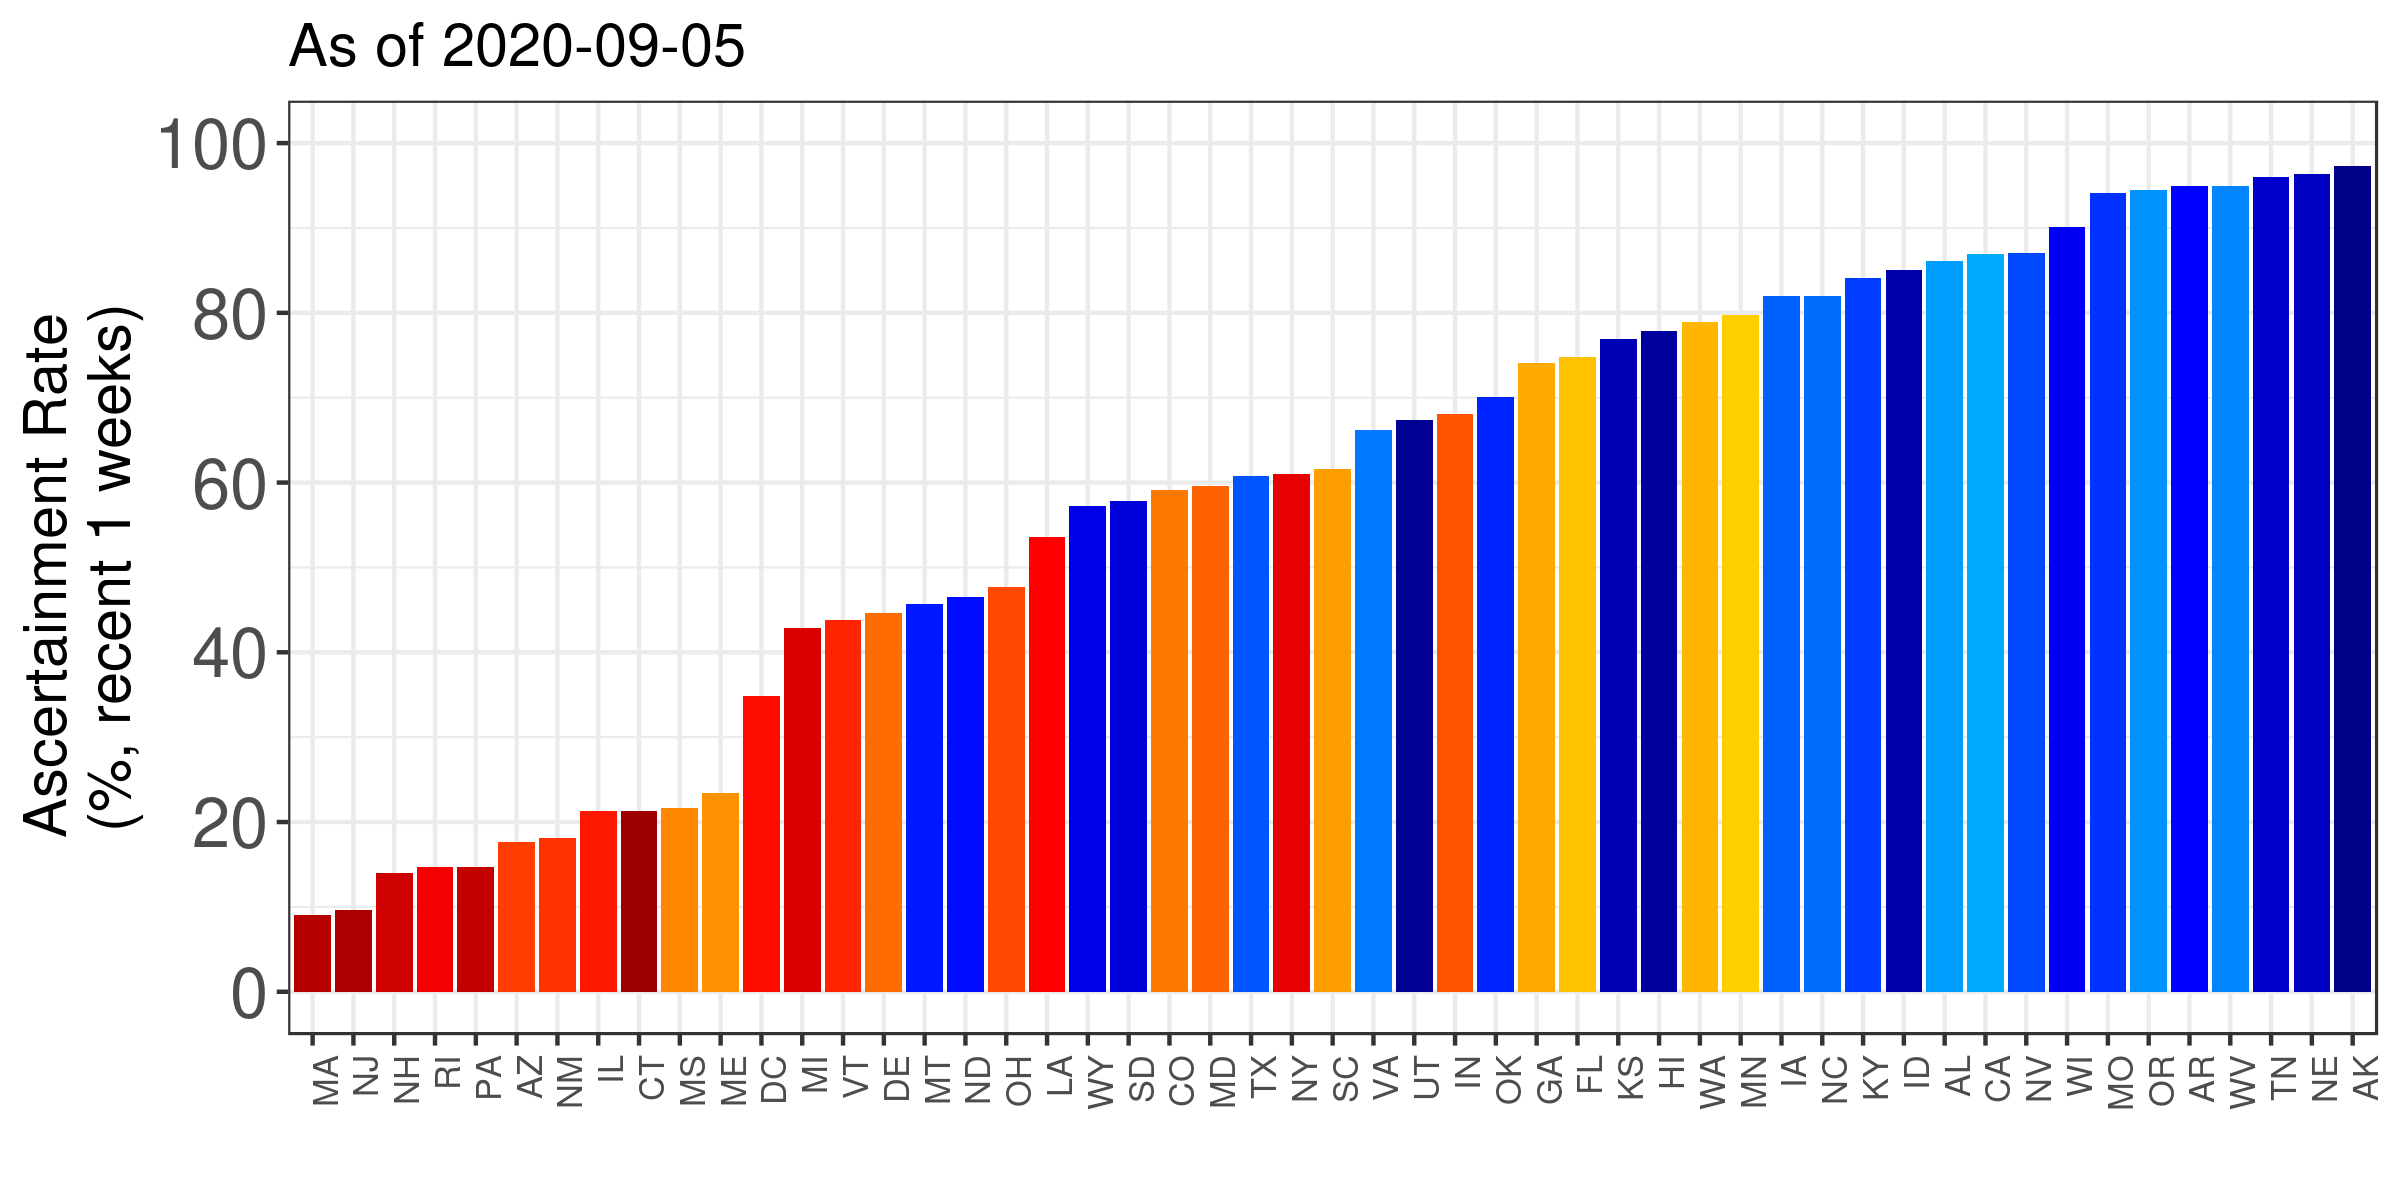 As of 2020-09-05
Ascertainment Rate
(%, recent 1 weeks)
100
80
60
40
20
0
MA NJ NH RI PA AZ NM IL CT MS ME DC MI VT DE MT ND OH LA WY SD CO MD TX NY SC VA UT IN OK GA FL KS HI WA MN IA NC KY ID AL CA NV WI MO OR AR WV TN NE AK